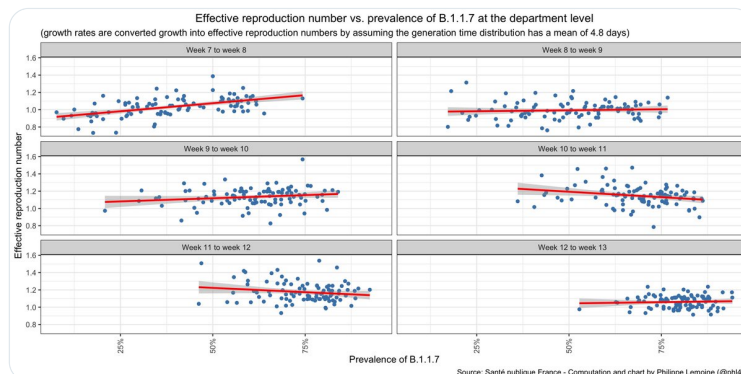 Effective reproduction number vs. prevalence of B.1.1.7 at the department level
(growth rates are converted growth into effective reproduction numbers by assuming the generation time distribution has a mean of 4.8 days)
Week 7 to week 8
Week 8 to week 9
1.6
1.4
1.2
1.0
0.8
Week 9 to week 10
Week 10 to week 11
1.6
1.4
1.2
1.0
0.8
Week 11 to week 12
Week 12 to week 13
1.6
1.4
1.2
1.0
0.8
Effective reproduction number
25%
50%
75%
25%
50%
75%
Prevalence of B.1.1.7
Source: Santé publique France - Computation and chart by Philippe Lemoine (@phl4